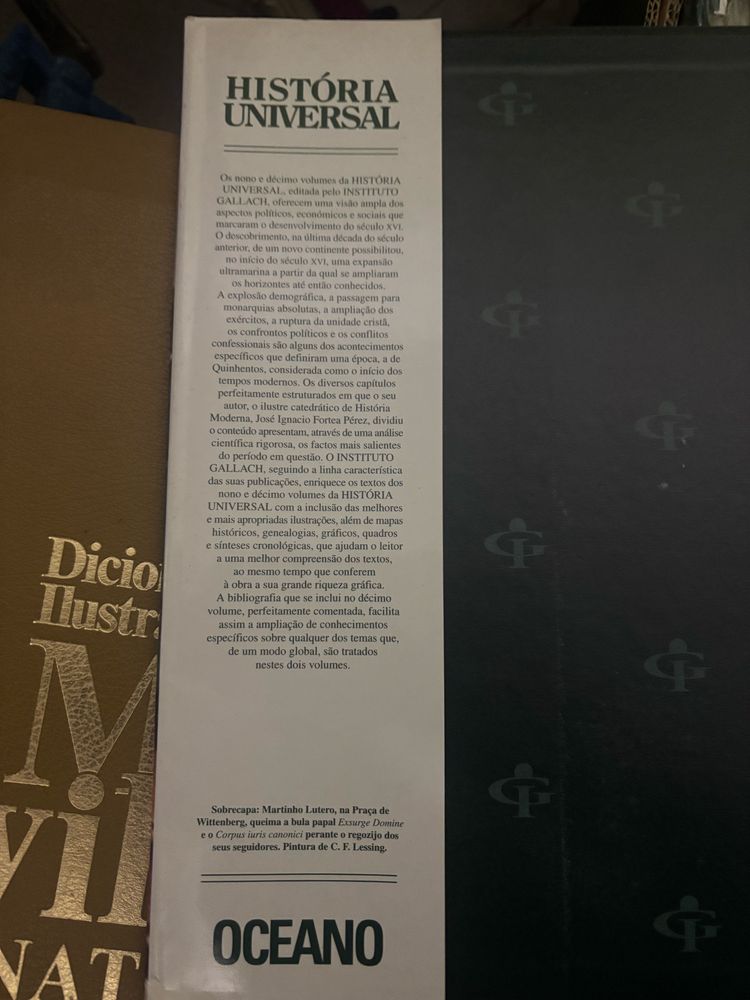 HISTÓRIA
UNIVERSAL
Os nono e décimo volumes da HISTÓRIA
UNIVERSAL, editada pelo INSTITUTO
GALLACH, oferecem uma visão ampla dos
aspectos políticos, económicos e sociais que
marcaram o desenvolvimento do século XVI.
O descobrimento, na última década do século
anterior, de um novo continente possibilitou,
no início do século XVI, uma expansão
ultramarina a partir da qual se ampliaram
os horizontes até então conhecidos.
A explosão demográfica, a passagem para
monarquias absolutas, a ampliação dos
exércitos, a ruptura da unidade cristã,
os confrontos políticos e os conflitos
confessionais são alguns dos acontecimentos
específicos que definiram uma época, a de
Quinhentos, considerada como o início dos
tempos modernos. Os diversos capítulos
perfeitamente estruturados em que o seu
autor, o ilustre catedrático de História
Moderna, José Ignacio Fortea Pérez, dividiu
o conteúdo apresentam, através de uma análise
científica rigorosa, os factos mais salientes
do período em questão. O INSTITUTO
GALLACH, seguindo a linha característica
das suas publicações, enriquece os textos dos
nono e décimo volumes da HISTÓRIA
UNIVERSAL com a inclusão das melhores
e mais apropriadas ilustrações, além de mapas
históricos, genealogias, gráficos, quadros
e sínteses cronológicas, que ajudam o leitor
a uma melhor compreensão dos textos,
ao mesmo tempo que conferem
à obra a sua grande riqueza gráfica.
A bibliografia que se inclui no décimo
volume, perfeitamente comentada, facilita
assim a ampliação de conhecimentos
específicos sobre qualquer dos temas que,
de um modo global, são tratados
nestes dois volumes.
Sobrecapa: Martinho Lutero, na Praça de
Wittenberg, queima a bula papal Exsurge Domine
e o Corpus iuris canonici perante o regozijo dos
seus seguidores. Pintura de C. F. Lessing.
OCEANO